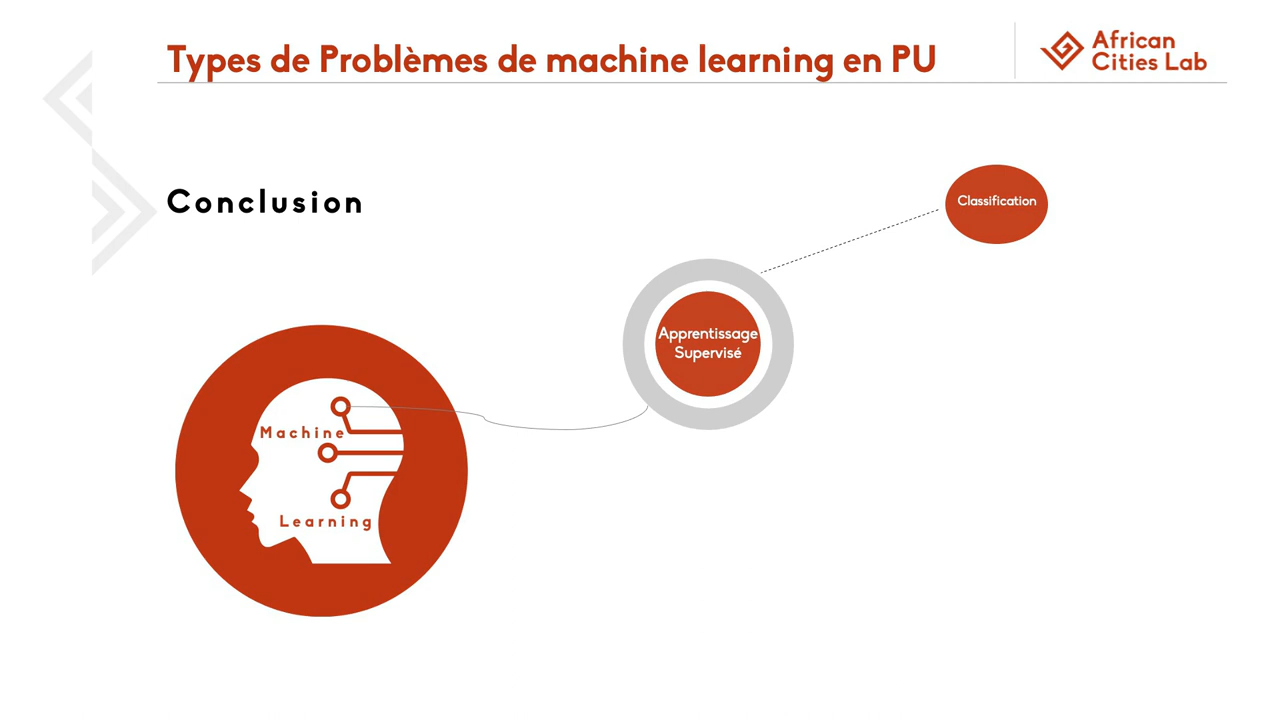 Types de Problèmes de machine learning en PU
African
Cities Lab
Conclusion
Classification
Apprentissage
Supervisé
Machine
Learning